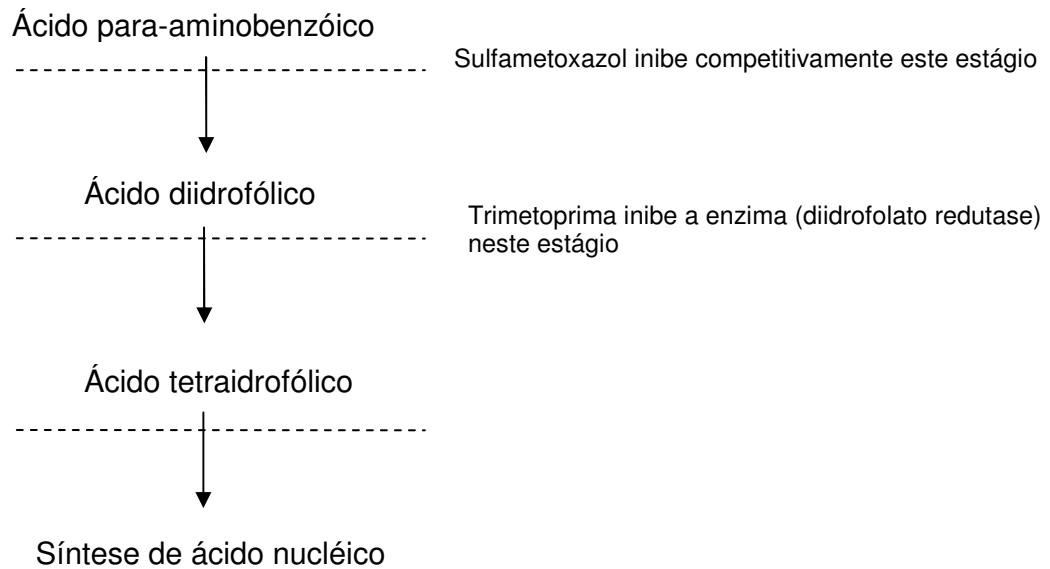 Ácido para-aminobenzóico
Sulfametoxazol inibe competitivamente este estágio
Ácido diidrofólico
Trimetoprima inibe a enzima (diidrofolato redutase)
neste estágio
Ácido tetraidrofólico
Síntese de ácido nucléico